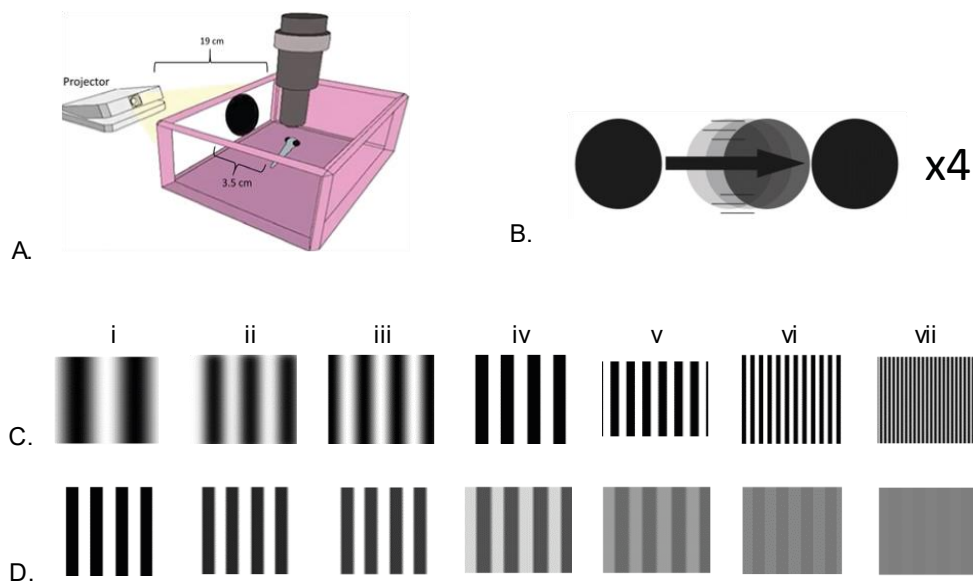 19 cm
Projector
3.5 cm
A.
x4
B.
i ii iii iv v vi vii
C.
D.